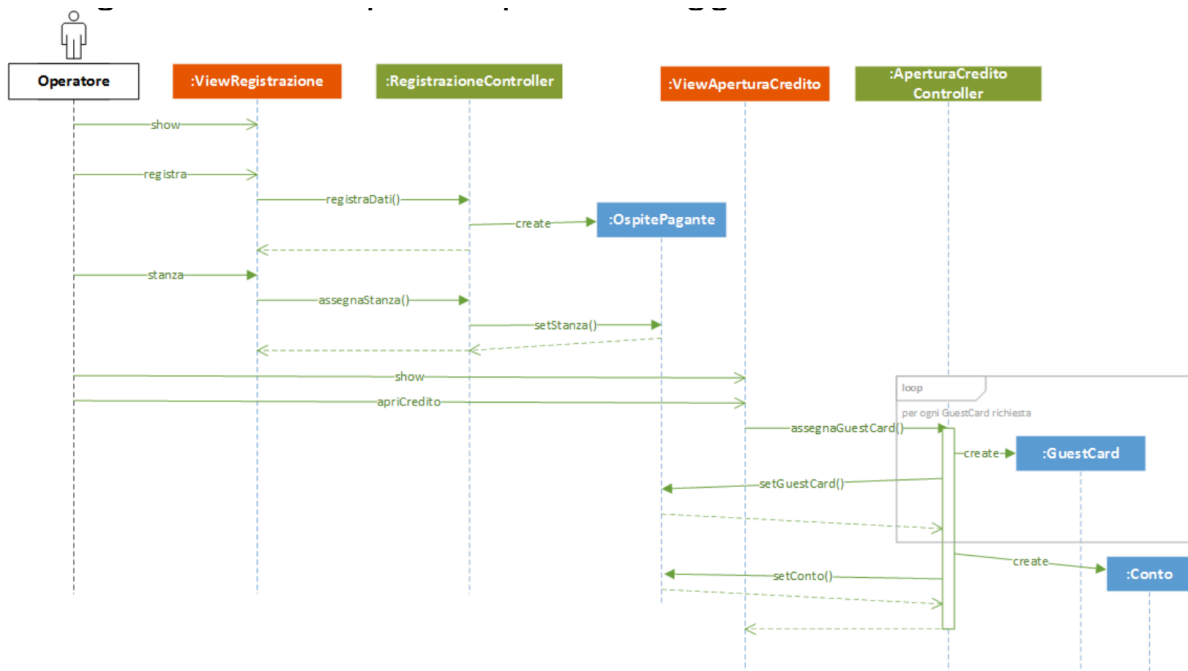 Operatore
:ViewRegistrazione
:RegistrazioneController
:ViewAperturaCredito
:AperturaCredito
Controller
show
registra
registraDati()
create
:OspitePagante
stanza
assegnaStanza()
setStanza()
show
apriCredito
loop
per ogni GuestCard richiesta
assegnaGuestCard()
create
:GuestCard
setGuestCard()
create
:Conto
setConto()